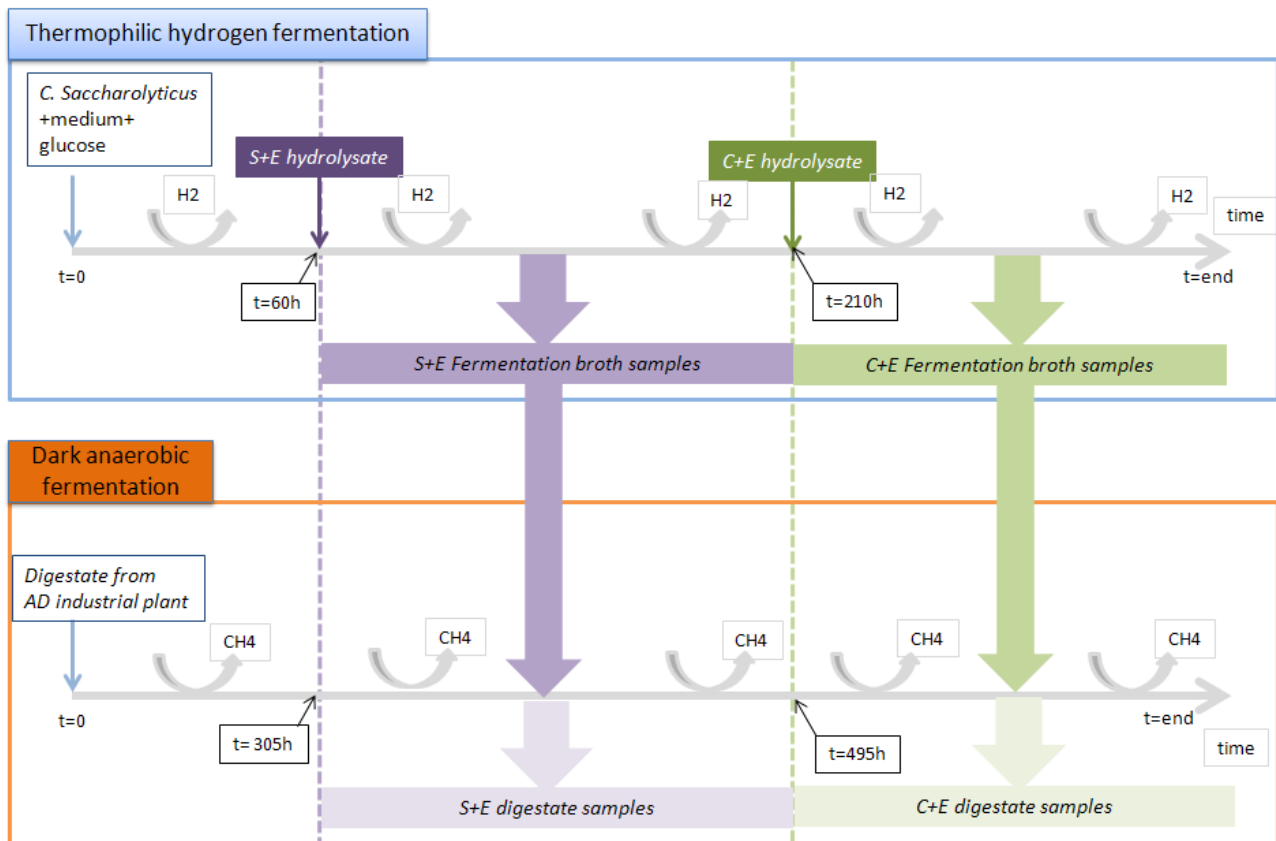 Thermophilic hydrogen fermentation
C. Saccharolyticus
+medium+
glucose
S+E hydrolysate
C+E hydrolysate
H2
H2
H2
H2
H2
time
t=0
t=60h
t=210h
t=end
S+E Fermentation broth samples
C+E Fermentation broth samples
Dark anaerobic
fermentation
Digestate from
AD industrial plant
CH4
CH4
CH4
CH4
CH4
t=0
t= 305h
t=495h
t=end
time
S+E digestate samples
C+E digestate samples